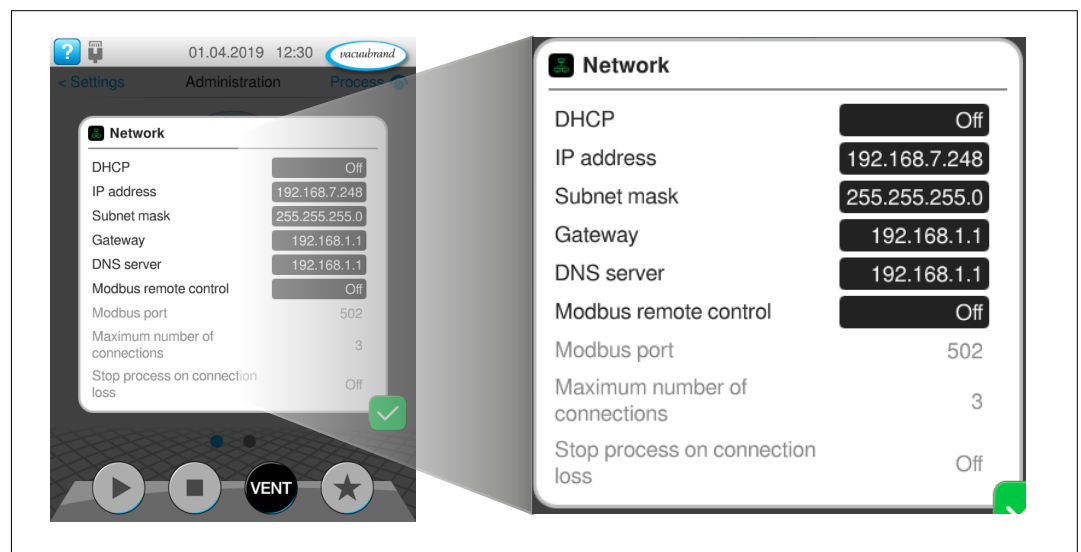 ?
01.04.2019 12:30
vacuubrand
< Settings Administration Process
Network
DHCP Off
IP address 192.168.7.248
Subnet mask 255.255.255.0
Gateway 192.168.1.1
DNS server 192.168.1.1
Modbus remote control Off
Modbus port 502
Maximum number of
connections 3
Stop process on connection
loss Off
VENT
Network
DHCP Off
IP address 192.168.7.248
Subnet mask 255.255.255.0
Gateway 192.168.1.1
DNS server 192.168.1.1
Modbus remote control Off
Modbus port 502
Maximum number of
connections 3
Stop process on connection
loss Off